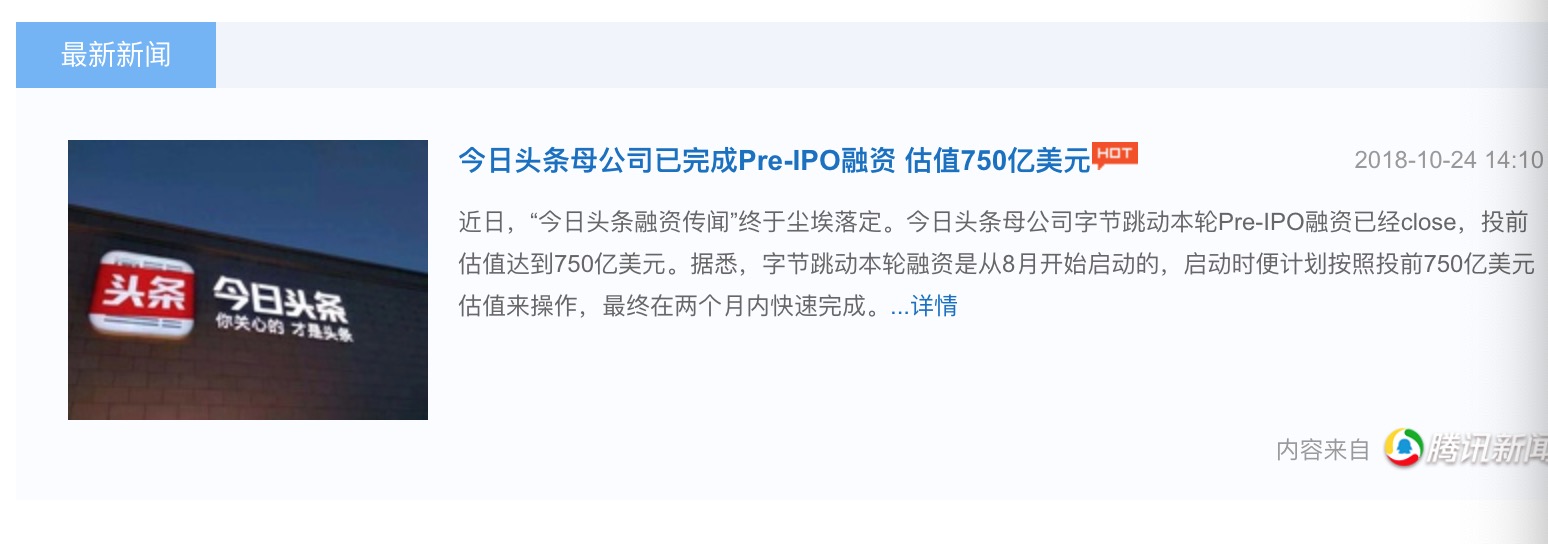 最新新闻
今日头条母公司已完成Pre-IPO融资 估值750亿美元
HOT
2018-10-24 14:10
近日，“今日头条融资传闻”终于尘埃落定。今日头条母公司字节跳动本轮Pre-IPO融资已经close，投前
估值达到750亿美元。据悉，字节跳动本轮融资是从8月开始启动的，启动时便计划按照投前750亿美元
估值来操作，最终在两个月内快速完成。...详情
头条
今日头条
你关心的 才是头条
内容来自
腾讯新闻